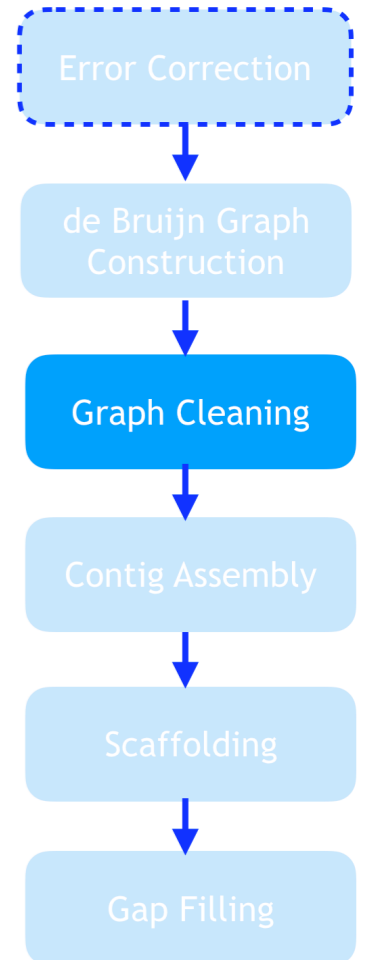 Error Correction
de Bruijn Graph
Construction
Graph Cleaning
Contig Assembly
Scaffolding
Gap Filling